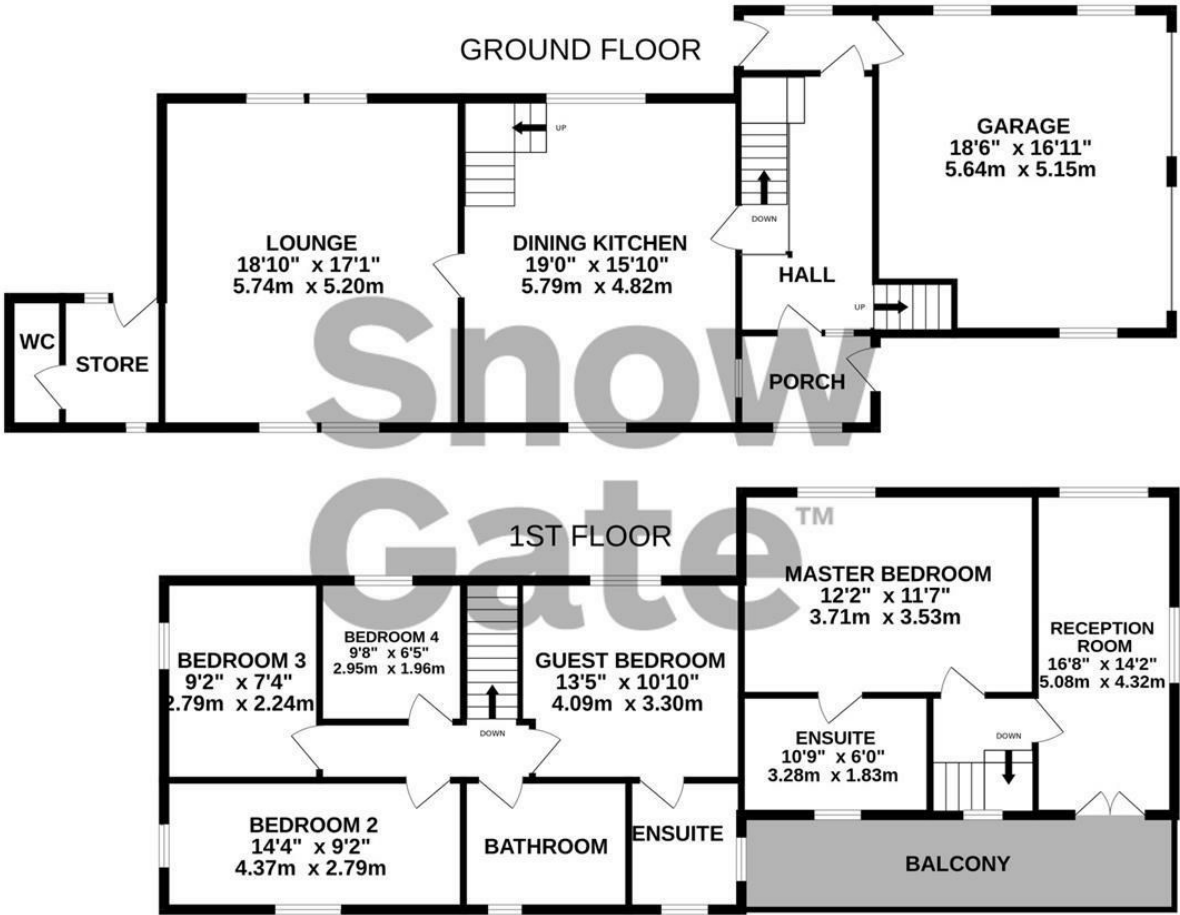 GROUND FLOOR
GARAGE
18'6" x 16'11"
5.64m x 5.15m
UP
LOUNGE
18'10" x 17'1"
5.74m x 5.20m
DINING KITCHEN
19'0" x 15'10"
5.79m x 4.82m
DOWN
HALL
UP
WC
STORE
PORCH
Snow
Gate™
1ST FLOOR
MASTER BEDROOM
12'2" x 11'7"
3.71m x 3.53m
RECEPTION
ROOM
16'8" x 14'2"
5.08m x 4.32m
BEDROOM 4
9'8" x 6'5"
2.95m x 1.96m
BEDROOM 3
9'2" x 7'4"
2.79m x 2.24m
GUEST BEDROOM
13'5" x 10'10"
4.09m x 3.30m
DOWN
ENSUITE
10'9" x 6'0"
3.28m x 1.83m
DOWN
BEDROOM 2
14'4" x 9'2"
4.37m x 2.79m
BATHROOM
ENSUITE
BALCONY